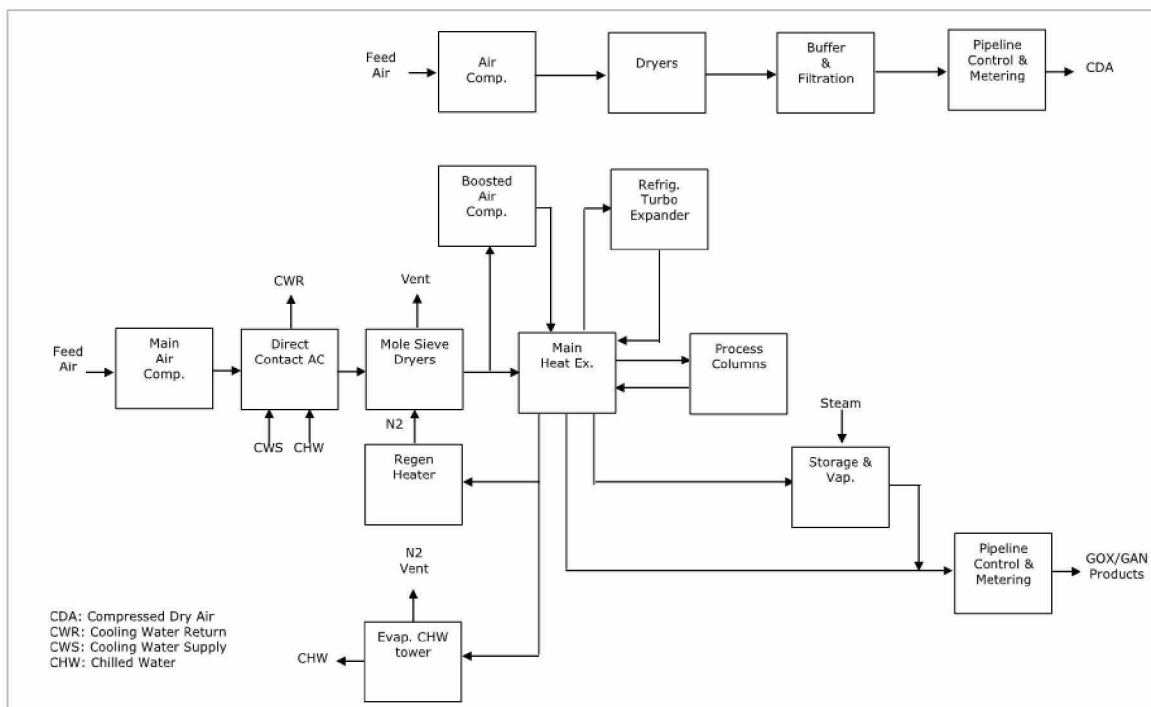 Feed
Air
Air
Comp.
Dryers
Buffer
&
Filtration
Pipeline
Control &
Metering
CDA
Boosted
Air
Comp.
Refrig.
Turbo
Expander
CWR
Vent
Feed
Air
Main
Air
Comp.
Direct
Contact AC
Mole Sieve
Dryers
Main
Heat Ex.
Process
Columns
CWS
CHW
N2
Steam
Regen
Heater
Storage &
Vap.
N2
Vent
Pipeline
Control &
Metering
GOX/GAN
Products
Evap. CHW
tower
CHW
CDA: Compressed Dry Air
CWR: Cooling Water Return
CWS: Cooling Water Supply
CHW: Chilled Water